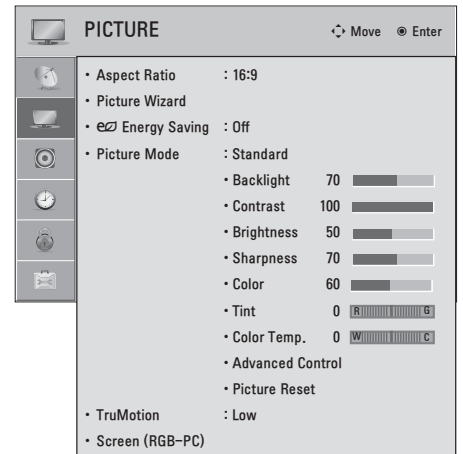 PICTURE Move Enter
• Aspect Ratio : 16:9
• Picture Wizard
• e Energy Saving : Off
• Picture Mode : Standard
• Backlight 70
• Contrast 100
• Brightness 50
• Sharpness 70
• Color 60
• Tint 0 R G
• Color Temp. 0 W C
• Advanced Control
• Picture Reset
• TruMotion : Low
• Screen (RGB-PC)